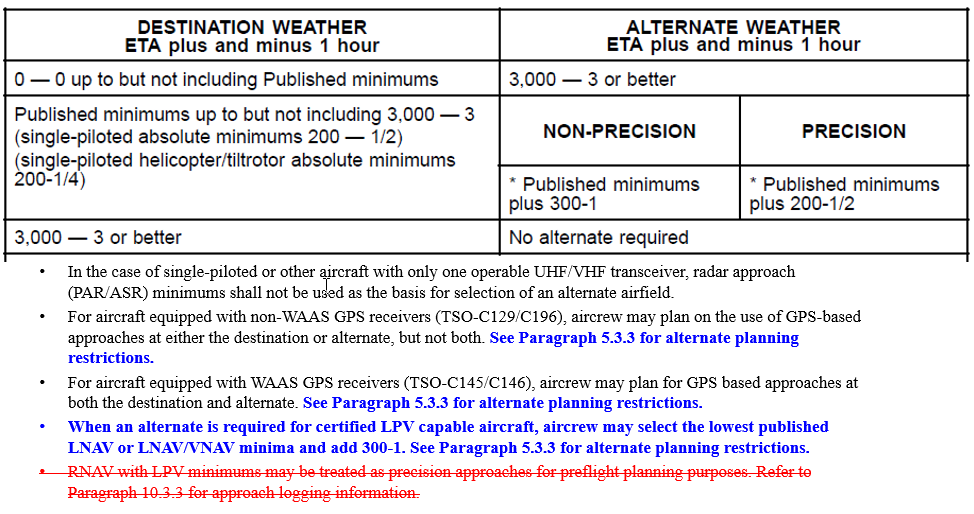 DESTINATION WEATHER
ETA plus and minus 1 hour
ALTERNATE WEATHER
ETA plus and minus 1 hour
0 — 0 up to but not including Published minimums
3,000 — 3 or better
Published minimums up to but not including 3,000 — 3
(single-piloted absolute minimums 200 — 1/2)
(single-piloted helicopter/tiltrotor absolute minimums
200-1/4)
NON-PRECISION
PRECISION
* Published minimums
plus 300-1
* Published minimums
plus 200-1/2
3,000 — 3 or better
No alternate required
• In the case of single-piloted or other aircraft with only one operable UHF/VHF transceiver, radar approach
(PAR/ASR) minimums shall not be used as the basis for selection of an alternate airfield.
• For aircraft equipped with non-WAAS GPS receivers (TSO-C129/C196), aircrew may plan on the use of GPS-based
approaches at either the destination or alternate, but not both. See Paragraph 5.3.3 for alternate planning
restrictions.
• For aircraft equipped with WAAS GPS receivers (TSO-C145/C146), aircrew may plan for GPS based approaches at
both the destination and alternate. See Paragraph 5.3.3 for alternate planning restrictions.
• When an alternate is required for certified LPV capable aircraft, aircrew may select the lowest published
LNAV or LNAV/VNAV minima and add 300-1. See Paragraph 5.3.3 for alternate planning restrictions.
• RNAV with LPV minimums may be treated as precision approaches for preflight planning purposes. Refer to
Paragraph 10.3.3 for approach logging information.